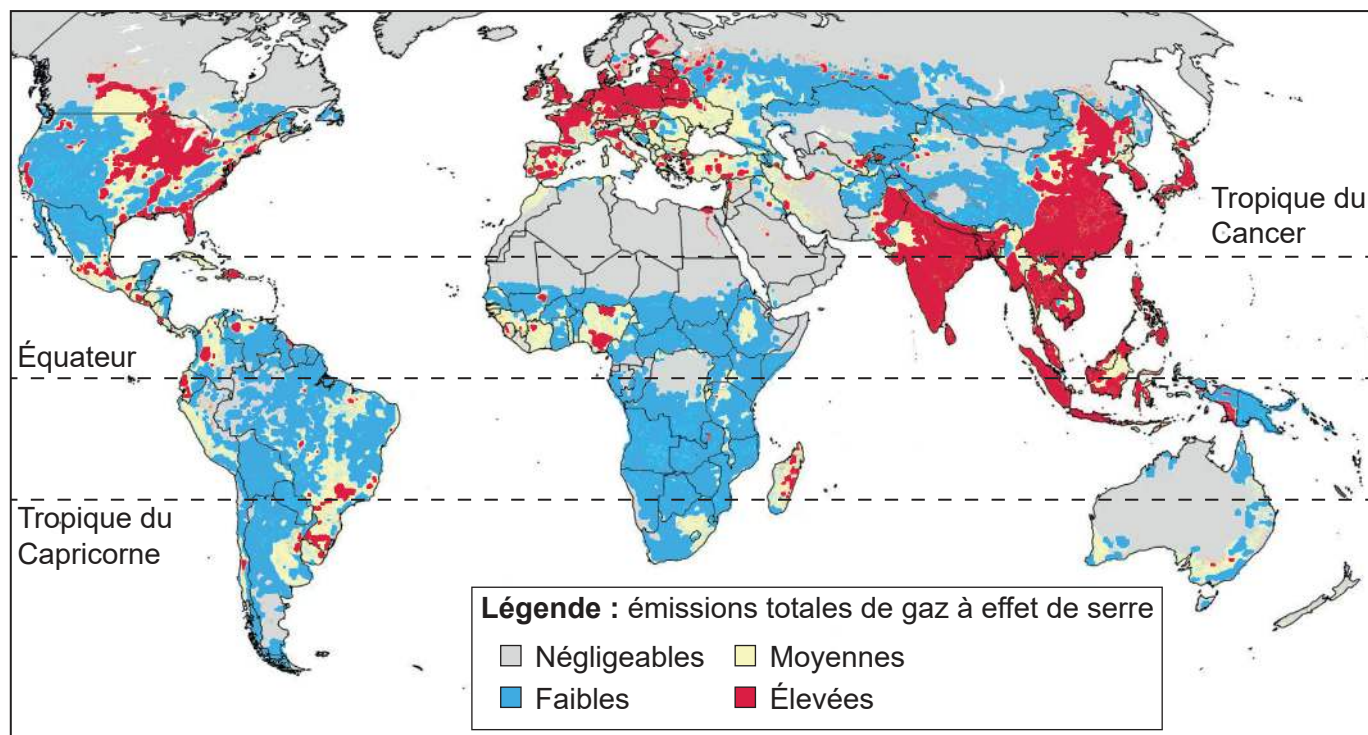 Tropique du
Cancer
Équateur
Tropique du
Capricorne
Légende : émissions totales de gaz à effet de serre
Négligeables
Moyennes
Faibles
Élevées